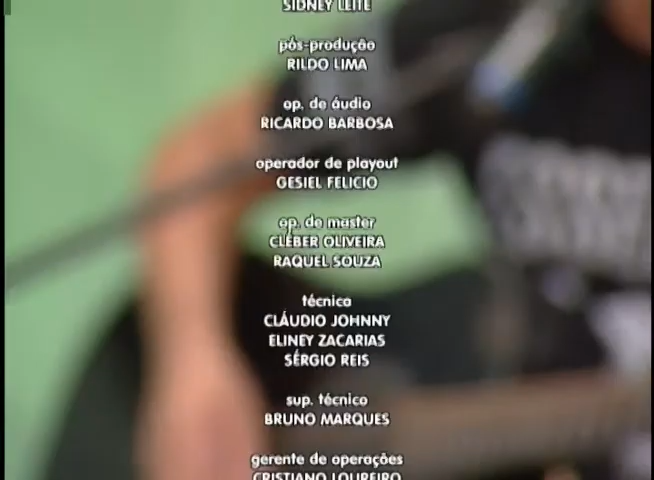 SIDNEY LEITE
pós-produção
RILDO LIMA
op. de áudio
RICARDO BARBOSA
operador de playout
GESIEL FELICIO
op. de master
CLÉBER OLIVEIRA
RAQUEL SOUZA
técnica
CLÁUDIO JOHNNY
ELINEY ZACARIAS
SÉRGIO REIS
sup. técnico
BRUNO MARQUES
gerente de operações
CRISTIANO LOUREIRO